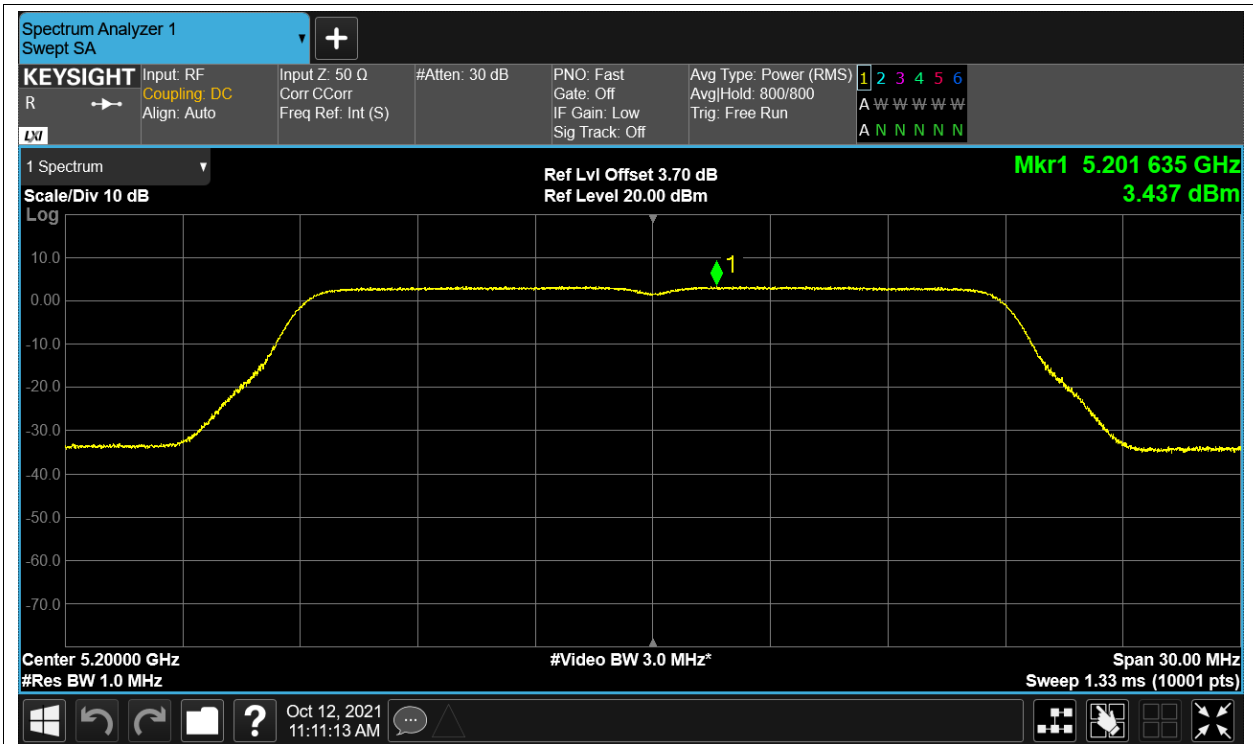 Spectrum Analyzer 1
Swept SA
KEYSIGHT
R
LXI
Input: RF
Coupling: DC
Align: Auto
Input Z: 50 Ω
Corr CCorr
Freq Ref: Int (S)
#Atten: 30 dB
PNO: Fast
Gate: Off
IF Gain: Low
Sig Track: Off
Avg Type: Power (RMS)
Avg|Hold: 800/800
Trig: Free Run
1 2 3 4 5 6
A W W W W W
A N N N N N
1 Spectrum
Scale/Div 10 dB
Log
Ref Lvl Offset 3.70 dB
Ref Level 20.00 dBm
Mkr1 5.201 635 GHz
3.437 dBm
1
10.0
0.00
-10.0
-20.0
-30.0
-40.0
-50.0
-60.0
-70.0
Center 5.20000 GHz
#Res BW 1.0 MHz
#Video BW 3.0 MHz*
Span 30.00 MHz
Sweep 1.33 ms (10001 pts)
?
Oct 12, 2021
11:11:13 AM